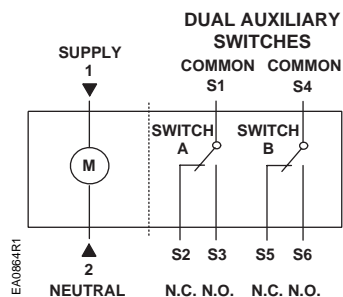 DUAL AUXILIARY
SWITCHES
SUPPLY
1
COMMON COMMON
S1 S4
SWITCH
A
SWITCH
B
M
2
NEUTRAL
S2 S3 S5 S6
N.C. N.O. N.C. N.O.
EA0864R1